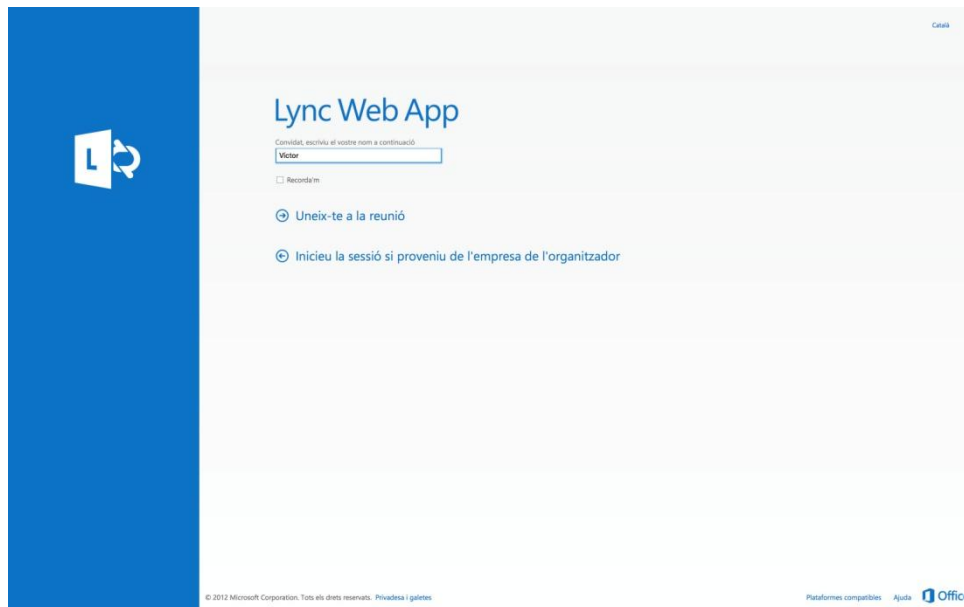 Català
Lync Web App
Convidat, escriviu el vostre nom a continuació
Víctor
Recorda'm
Uneix-te a la reunió
Inicieu la sessió si proveniu de l'empresa de l'organitzador
© 2012 Microsoft Corporation. Tots els drets reservats. Privadesa i galetes
Plataformes compatibles Ajuda Offic